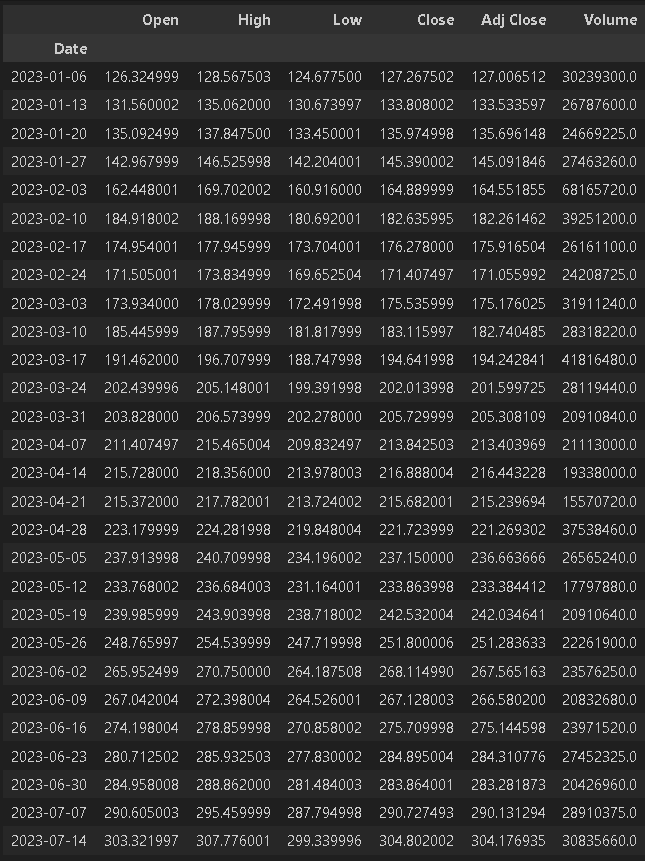 Open High Low Close Adj Close Volume
Date
2023-01-06 126.324999 128.567503 124.677500 127.267502 127.006512 30239300.0
2023-01-13 131.560002 135.062000 130.673997 133.808002 133.533597 26787600.0
2023-01-20 135.092499 137.847500 133.450001 135.974998 135.696148 24669225.0
2023-01-27 142.967999 146.525998 142.204001 145.390002 145.091846 27463260.0
2023-02-03 162.448001 169.702002 160.916000 164.889999 164.551855 68165720.0
2023-02-10 184.918002 188.169998 180.692001 182.635995 182.261462 39251200.0
2023-02-17 174.954001 177.945999 173.704001 176.278000 175.916504 26161100.0
2023-02-24 171.505001 173.834999 169.652504 171.407497 171.055992 24208725.0
2023-03-03 173.934000 178.029999 172.491998 175.535999 175.176025 31911240.0
2023-03-10 185.445999 187.795999 181.817999 183.115997 182.740485 28318220.0
2023-03-17 191.462000 196.707999 188.747998 194.641998 194.242841 41816480.0
2023-03-24 202.439996 205.148001 199.391998 202.013998 201.599725 28119440.0
2023-03-31 203.828000 206.573999 202.278000 205.729999 205.308109 20910840.0
2023-04-07 211.407497 215.465004 209.832497 213.842503 213.403969 21113000.0
2023-04-14 215.728000 218.356000 213.978003 216.888004 216.443228 19338000.0
2023-04-21 215.372000 217.782001 213.724002 215.682001 215.239694 15570720.0
2023-04-28 223.179999 224.281998 219.848004 221.723999 221.269302 37538460.0
2023-05-05 237.913998 240.709998 234.196002 237.150000 236.663666 26565240.0
2023-05-12 233.768002 236.684003 231.164001 233.863998 233.384412 17797880.0
2023-05-19 239.985999 243.903998 238.718002 242.532004 242.034641 20910640.0
2023-05-26 248.765997 254.539999 247.719998 251.800006 251.283633 22261900.0
2023-06-02 265.952499 270.750000 264.187508 268.114990 267.565163 23576250.0
2023-06-09 267.042004 272.398004 264.526001 267.128003 266.580200 20832680.0
2023-06-16 274.198004 278.859998 270.858002 275.709998 275.144598 23971520.0
2023-06-23 280.712502 285.932503 277.830002 284.895004 284.310776 27452325.0
2023-06-30 284.958008 288.862000 281.484003 283.864001 283.281873 20426960.0
2023-07-07 290.605003 295.459999 287.794998 290.727493 290.131294 28910375.0
2023-07-14 303.321997 307.776001 299.339996 304.802002 304.176935 30835660.0